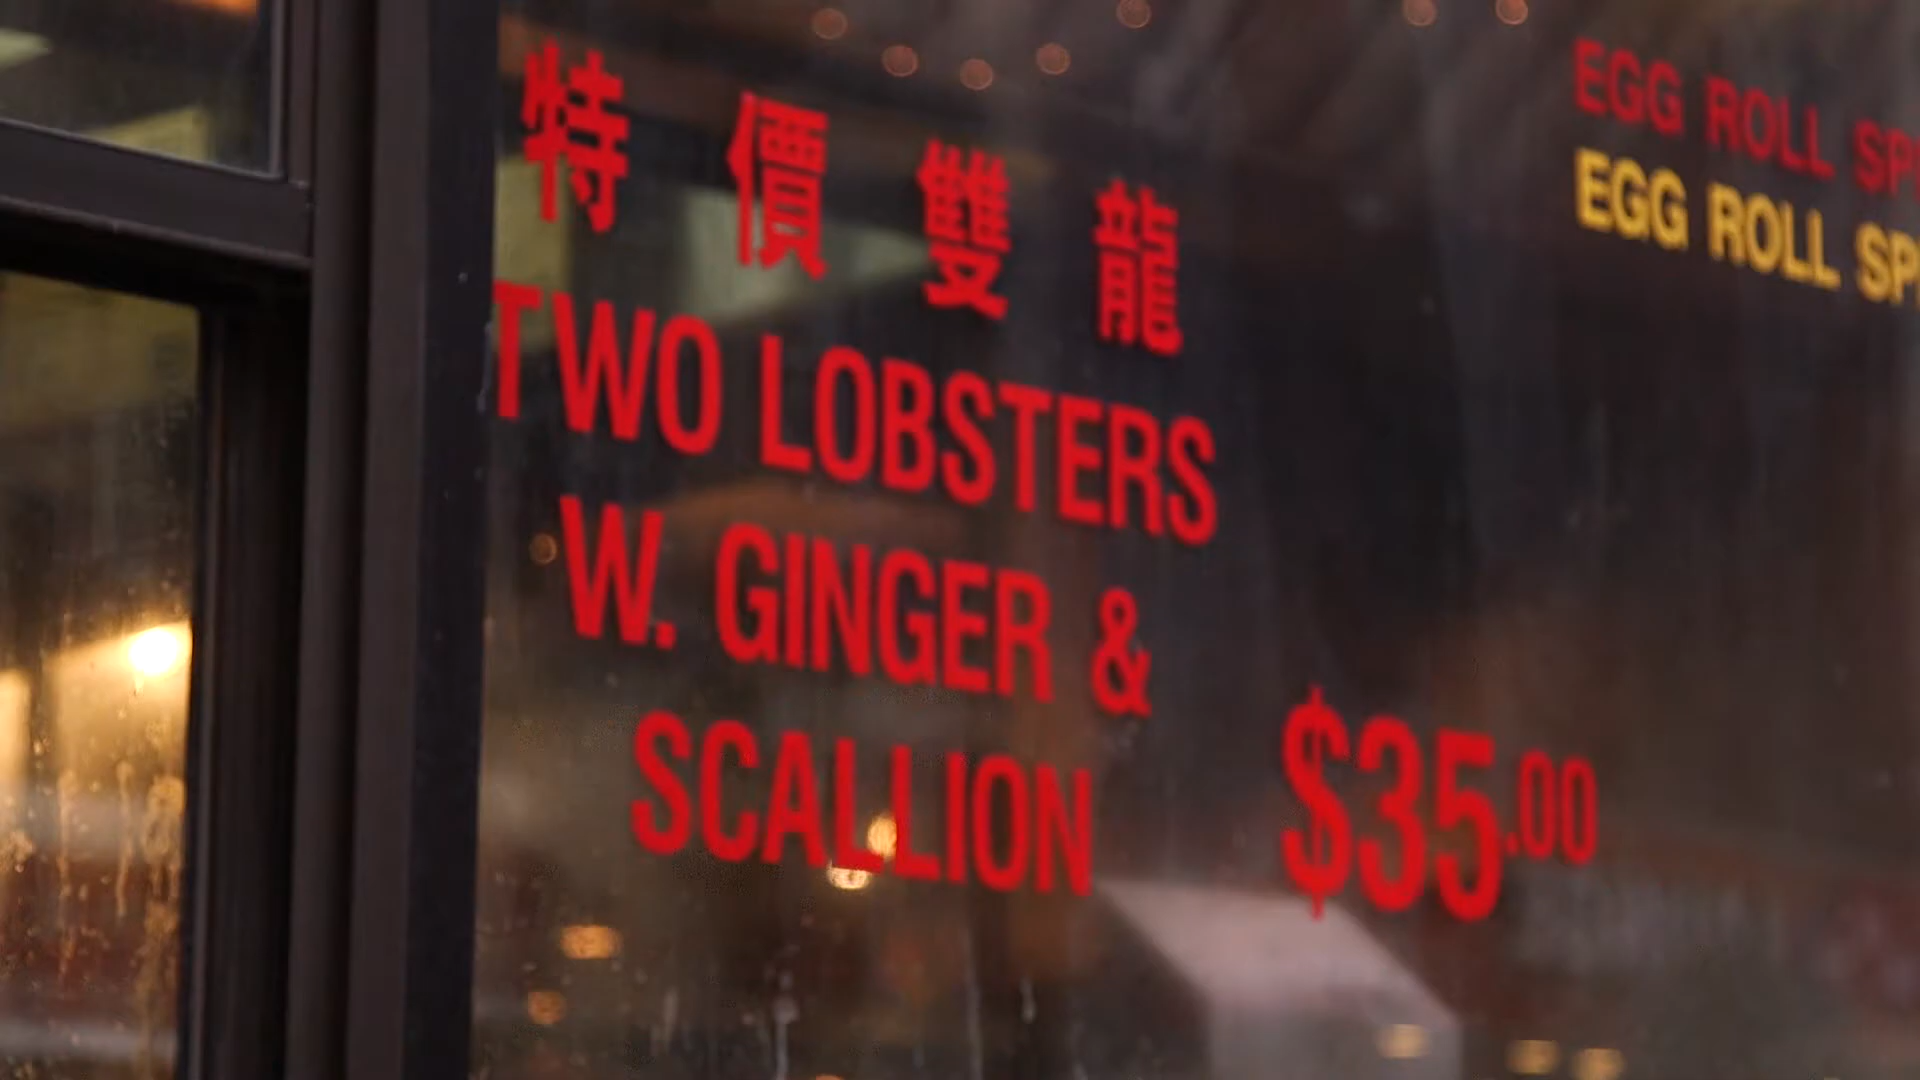 特價雙龍
TWO LOBSTERS
W. GINGER &
SCALLION $35.00
EGG ROLL
EGG ROLL